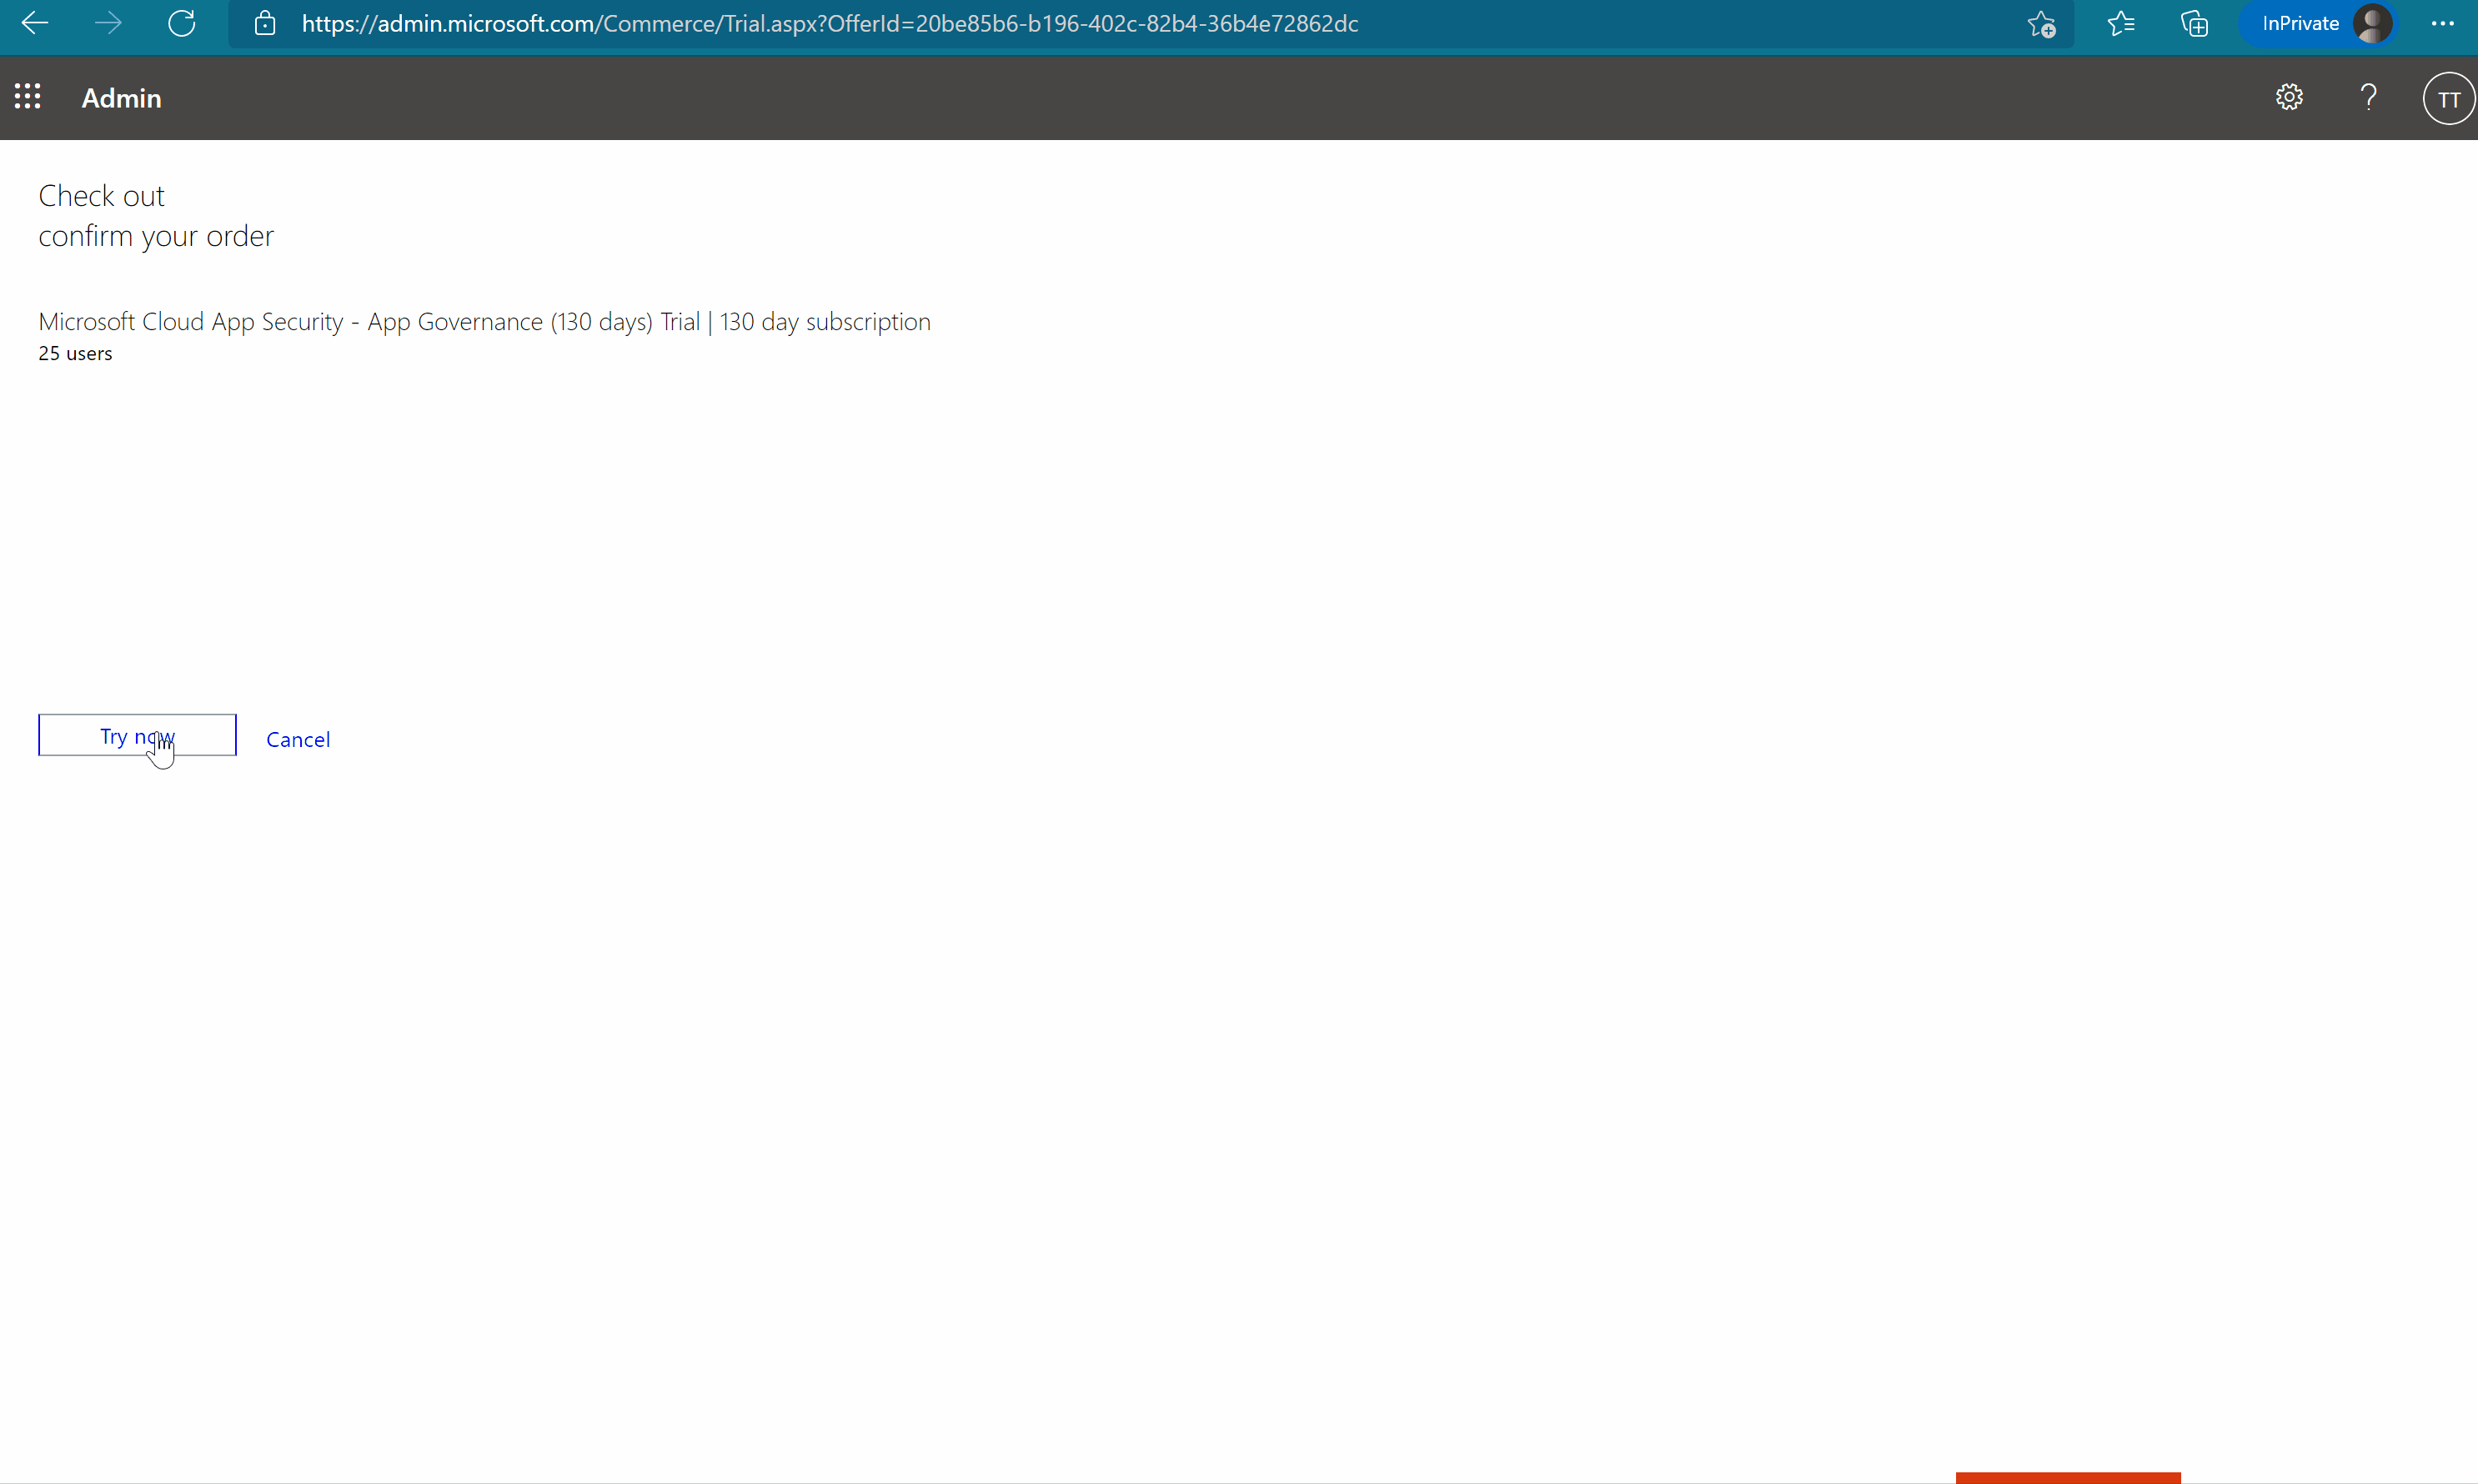 https://admin.microsoft.com/Commerce/Trial.aspx?OfferId=20be85b6-b196-402c-82b4-36b4e72862dc
InPrivate
Admin
?
TT
Check out
confirm your order
Microsoft Cloud App Security - App Governance (130 days) Trial | 130 day subscription
25 users
Try now
Cancel